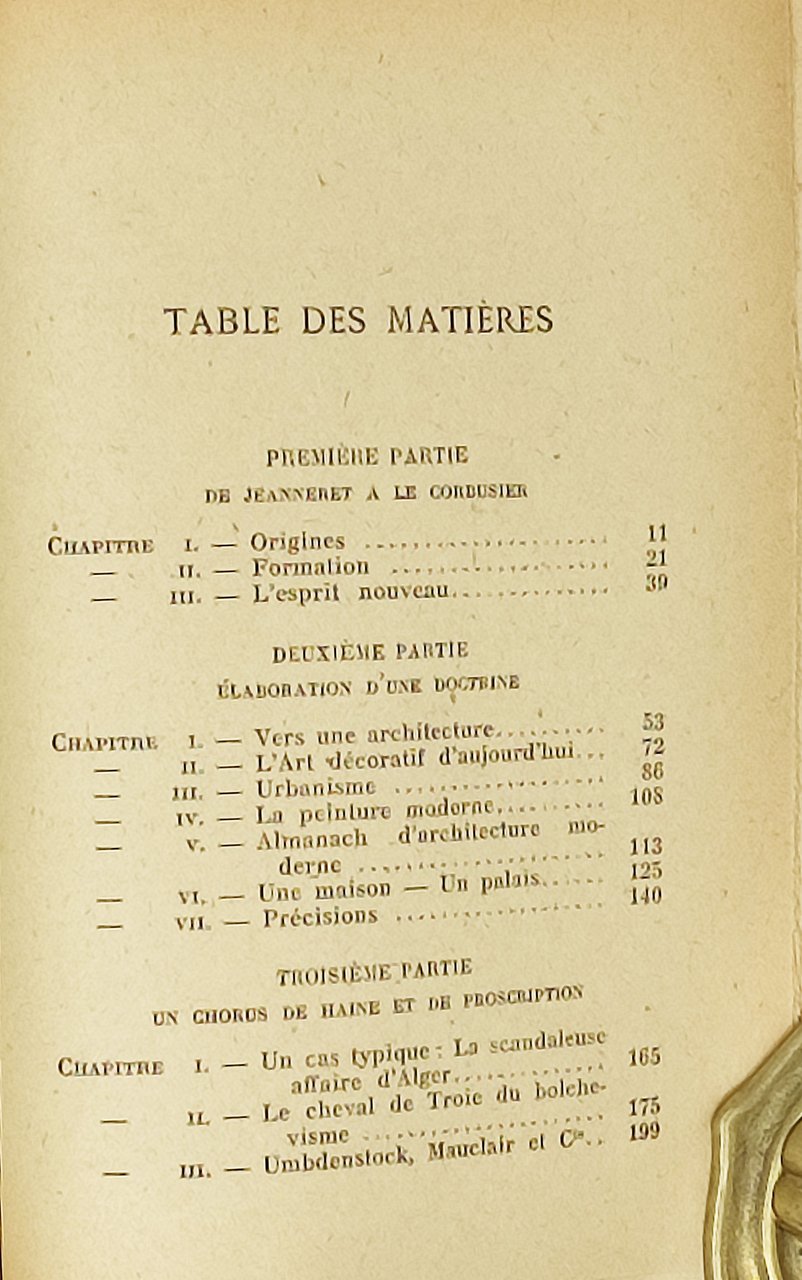 TABLE DES MATIÈRES
PREMIÈRE PARTIE
DE JEANNERET A LE CORBUSIER
CHAPITRE I. — Origines .................... 11
— II. — Formation .................... 21
— III. — L'esprit nouveau.............. 39
DEUXIÈME PARTIE
ÉLABORATION D'UNE DOCTRINE
CHAPITRE I. — Vers une architecture.......... 53
— II. — L'Art décoratif d'aujourd'hui... 72
— III. — Urbanisme .................. 86
— IV. — La peinture moderne.......... 108
— V. — Almanach d'architecture mo-
derne .................... 113
— VI. — Une maison — Un palais...... 125
— VII. — Précisions .................. 140
TROISIÈME PARTIE
UN CHORUS DE HAINE ET DE PROSCRIPTION
CHAPITRE I. — Un cas typique : La scandaleuse
affaire d'Alger.............. 165
— II. — Le cheval de Troie du bolche-
visme .................... 175
— III. — Umbdenstock, Mauclair et Cie.. 199